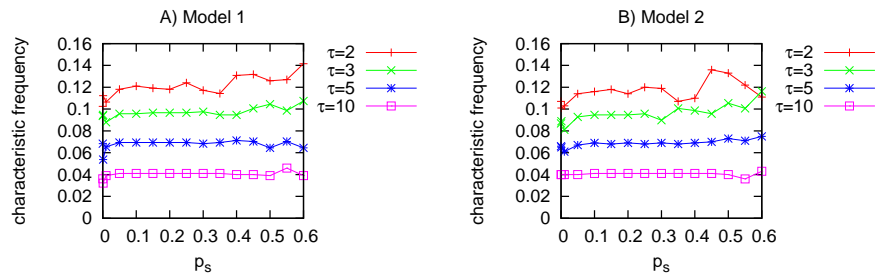 A) Model 1
characteristic frequency
0.16
0.14
0.12
0.1
0.08
0.06
0.04
0.02
0
0 0.1 0.2 0.3 0.4 0.5 0.6
p_s
τ=2
τ=3
τ=5
τ=10
B) Model 2
characteristic frequency
0.16
0.14
0.12
0.1
0.08
0.06
0.04
0.02
0
0 0.1 0.2 0.3 0.4 0.5 0.6
p_s
τ=2
τ=3
τ=5
τ=10